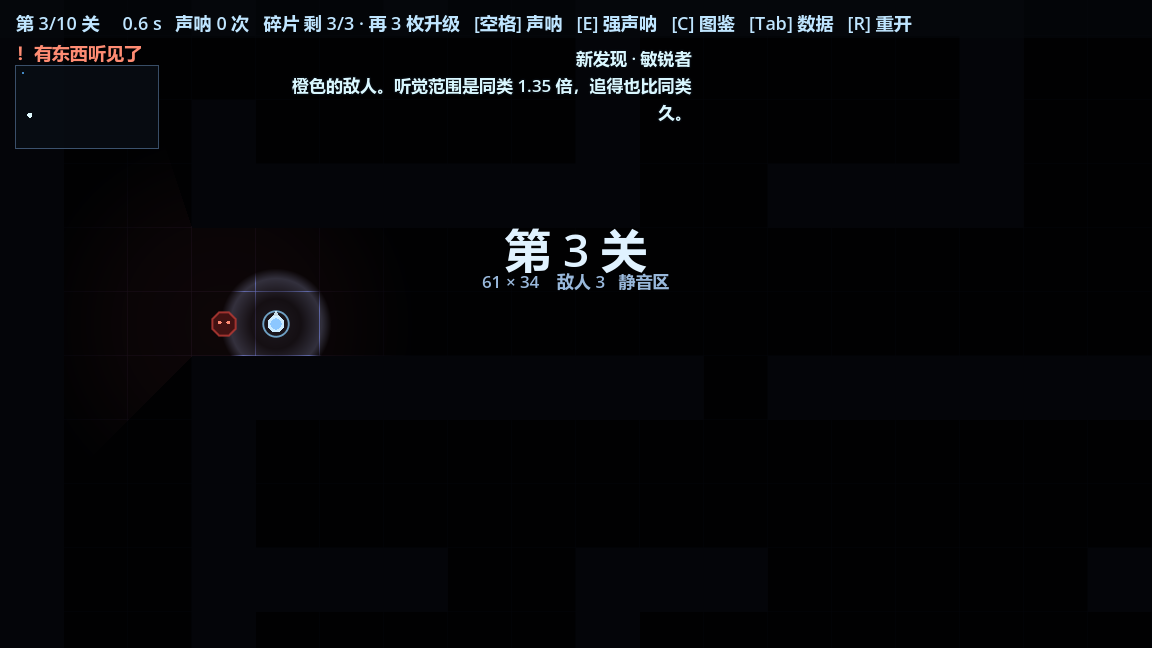 第 3/10 关 0.6 s 声呐 0 次 碎片 剩 3/3 · 再 3 枚升级 [空格] 声呐 [E] 强声呐 [C] 图鉴 [Tab] 数据 [R] 重开
！有东西听见了
新发现 · 敏锐者
橙色的敌人。听觉范围是同类 1.35 倍，追得也比同类
久。
第 3 关
61 × 34 敌人 3 静音区